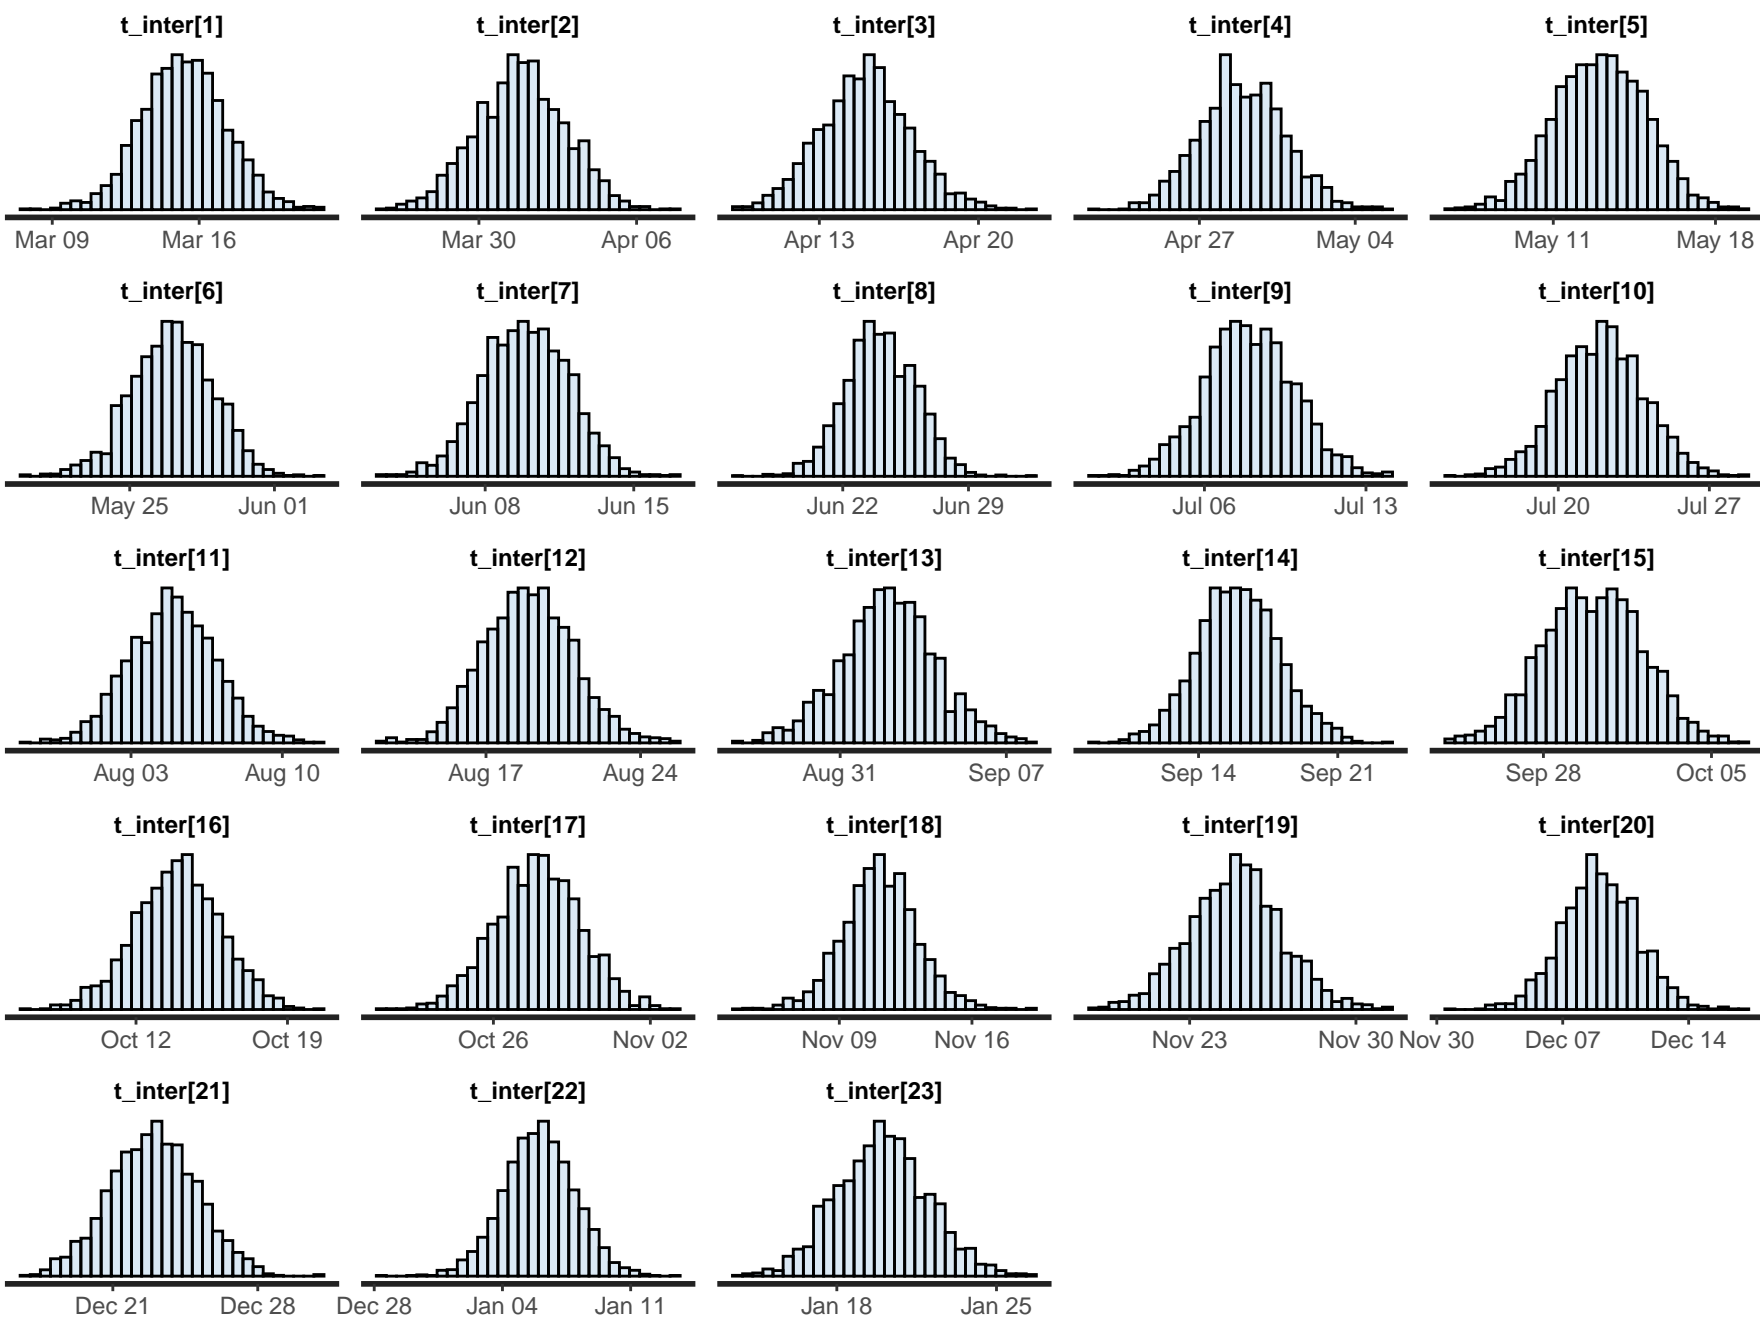 t_inter[1] t_inter[2] t_inter[3] t_inter[4] t_inter[5]
Mar 09 Mar 16 Mar 30 Apr 06 Apr 13 Apr 20 Apr 27 May 04 May 11 May 18
t_inter[6] t_inter[7] t_inter[8] t_inter[9] t_inter[10]
May 25 Jun 01 Jun 08 Jun 15 Jun 22 Jun 29 Jul 06 Jul 13 Jul 20 Jul 27
t_inter[11] t_inter[12] t_inter[13] t_inter[14] t_inter[15]
Aug 03 Aug 10 Aug 17 Aug 24 Aug 31 Sep 07 Sep 14 Sep 21 Sep 28 Oct 05
t_inter[16] t_inter[17] t_inter[18] t_inter[19] t_inter[20]
Oct 12 Oct 19 Oct 26 Nov 02 Nov 09 Nov 16 Nov 23 Nov 30 Nov 30 Dec 07 Dec 14
t_inter[21] t_inter[22] t_inter[23]
Dec 21 Dec 28 Dec 28 Jan 04 Jan 11 Jan 18 Jan 25